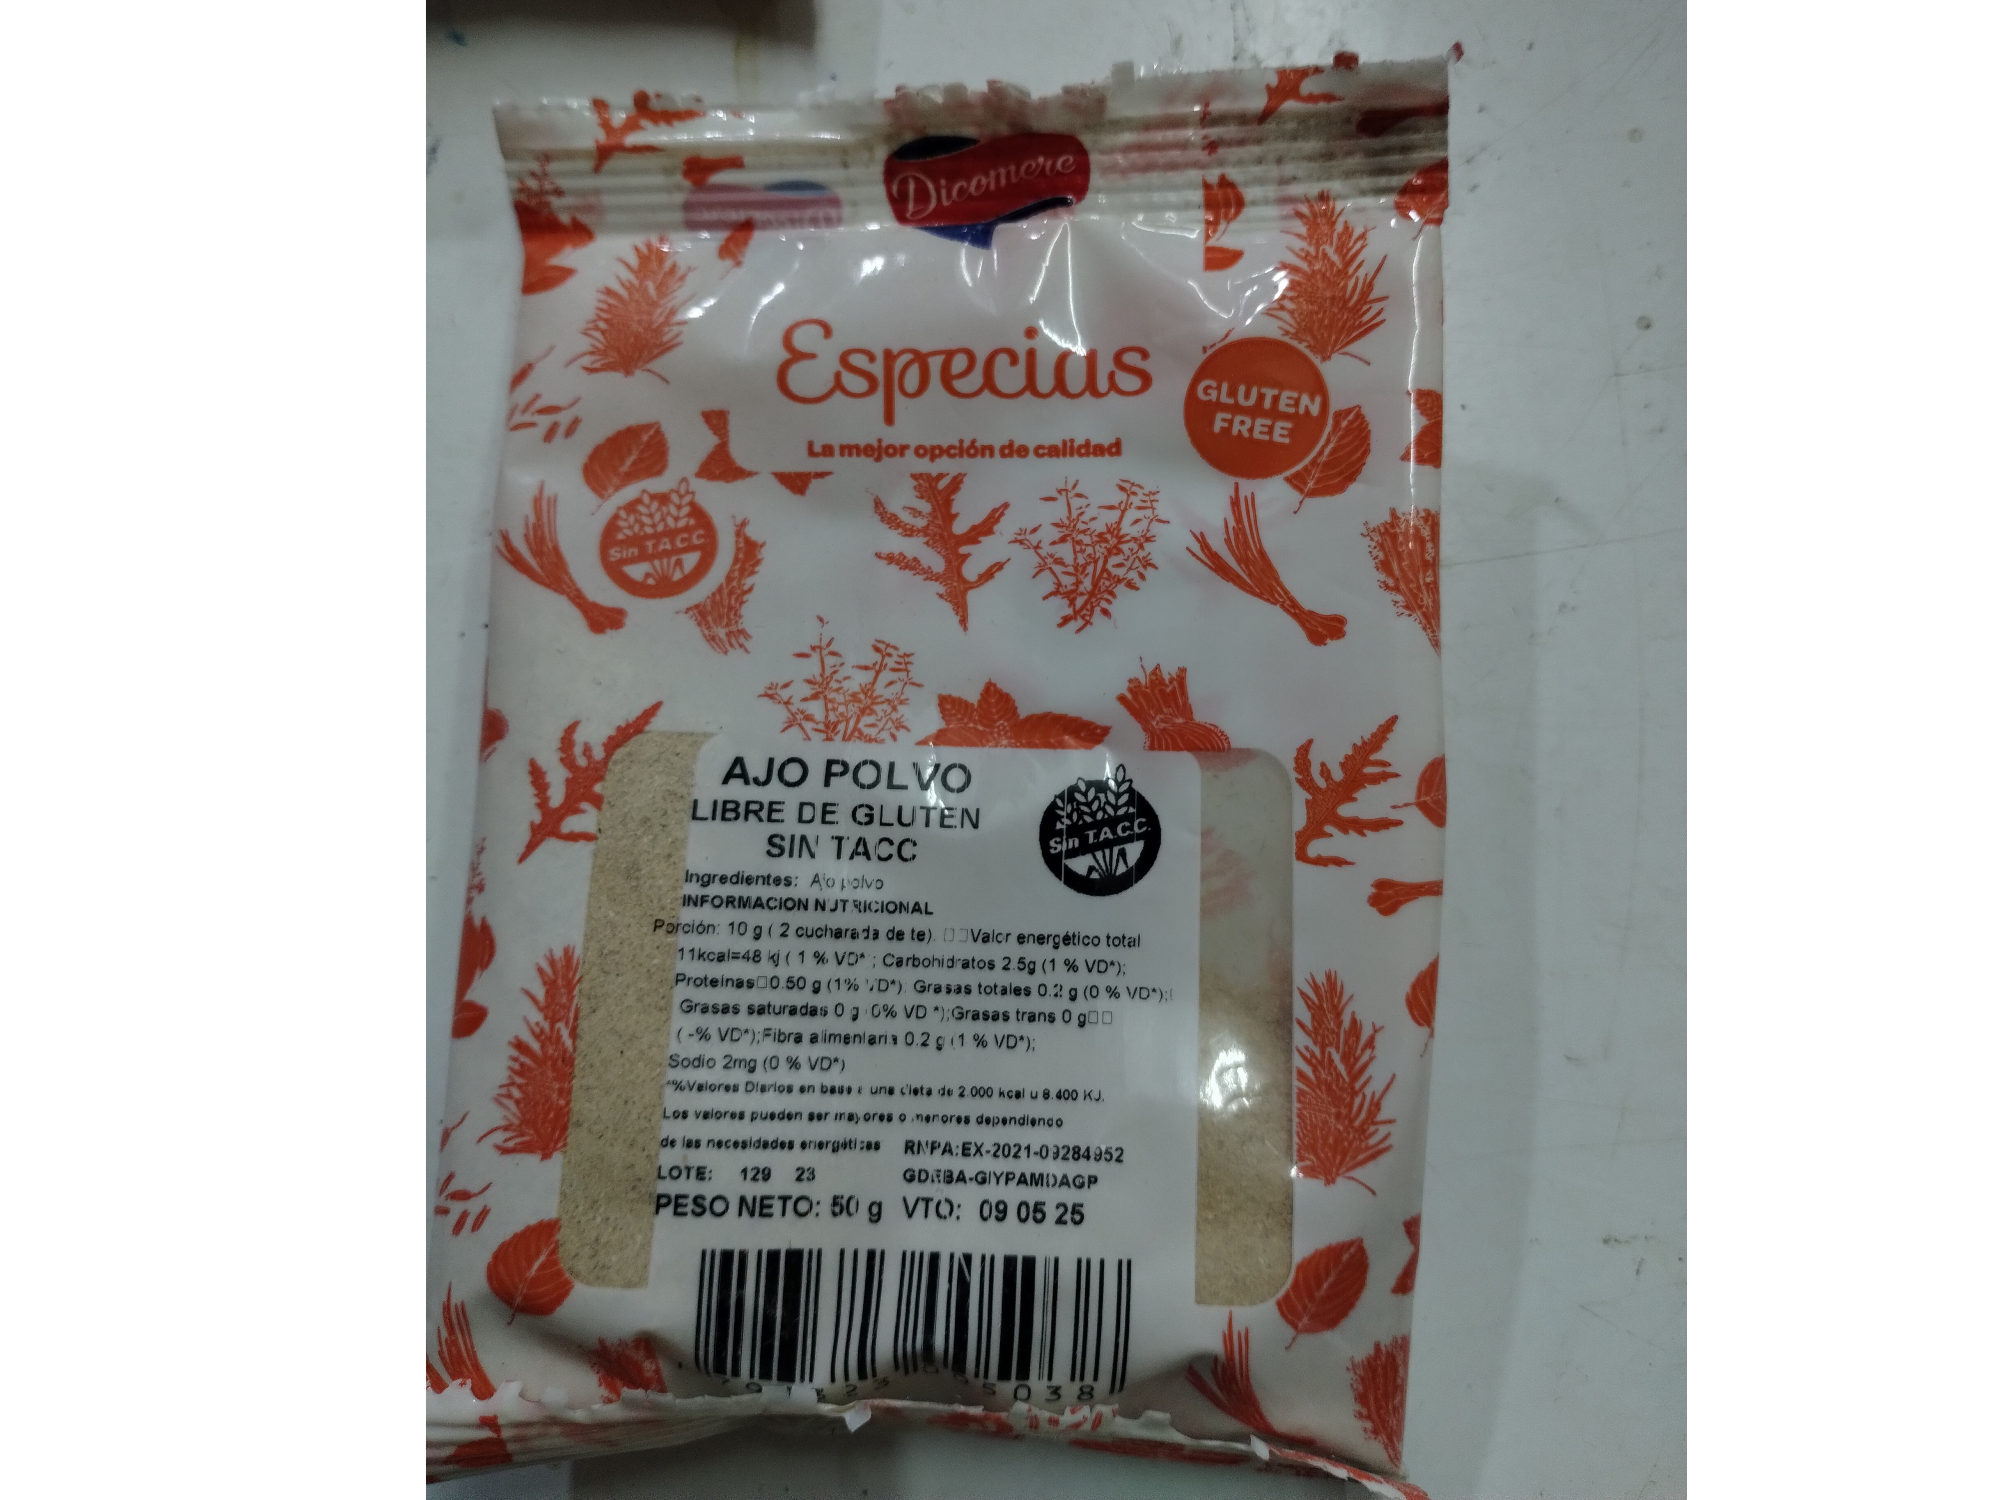 Dicomere
Especias
La mejor opción de calidad
GLUTEN
FREE
Sin T.A.C.C.
AJO POLVO
LIBRE DE GLUTEN
SIN TACC
Sin T.A.C.C.
Ingredientes: Ajo polvo
INFORMACION NUTRICIONAL
Porción: 10 g ( 2 cucharada de te). □□Valor energético total
11kcal=48 kj ( 1 % VD* ; Carbohidratos 2.5g (1 % VD*);
Proteinas□0.50 g (1% VD*) Grasas totales 0.2 g (0 % VD*);
Grasas saturadas 0 g (0% VD *);Grasas trans 0 g□□
( -% VD*);Fibra alimentaria 0.2 g (1 % VD*);
Sodio 2mg (0 % VD*)
*%Valores Diarios en base a una dieta de 2.000 kcal u 8.400 KJ.
Los valores pueden ser mayores o menores dependiendo
de las necesidades energéticas RNPA:EX-2021-09284952
LOTE: 129 23 GDEBA-GIYPAMDAGP
PESO NETO: 50 g VTO: 09 05 25